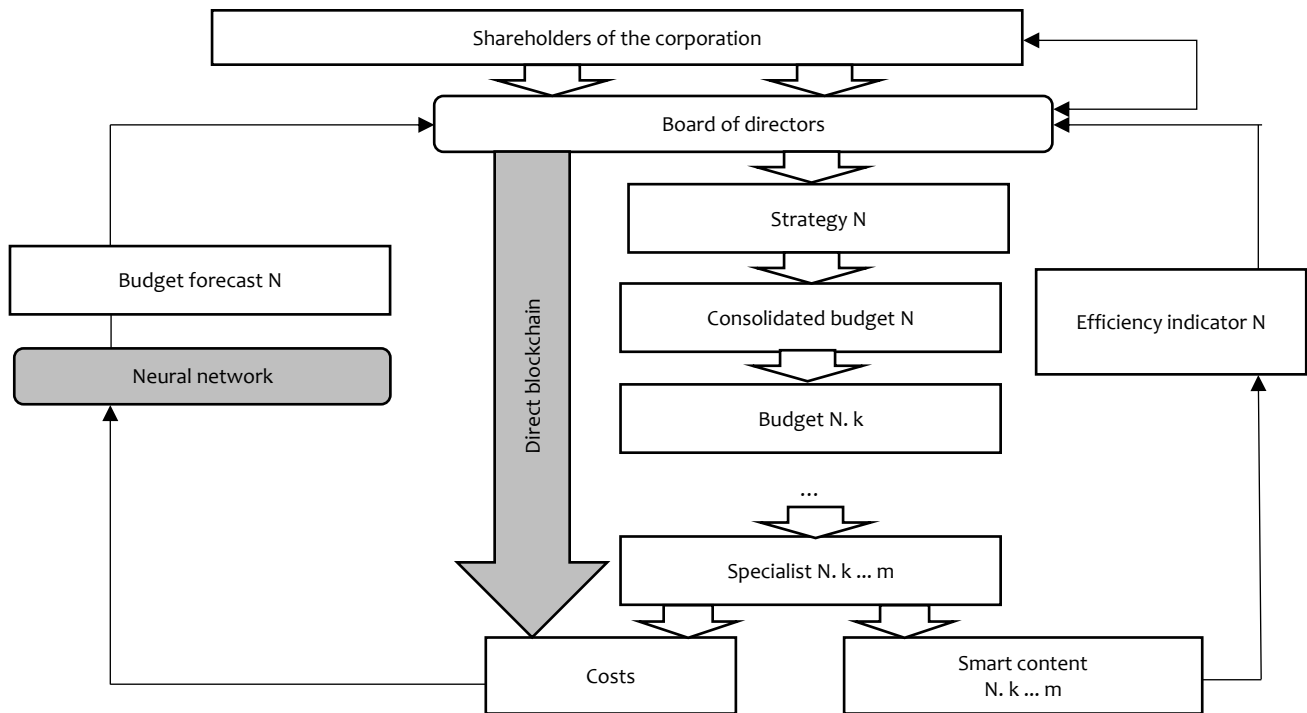 Shareholders of the corporation
Board of directors
Strategy N
Budget forecast N
Consolidated budget N
Efficiency indicator N
Neural network
Direct blockchain
Budget N. k
...
Specialist N. k ... m
Costs
Smart content
N. k ... m